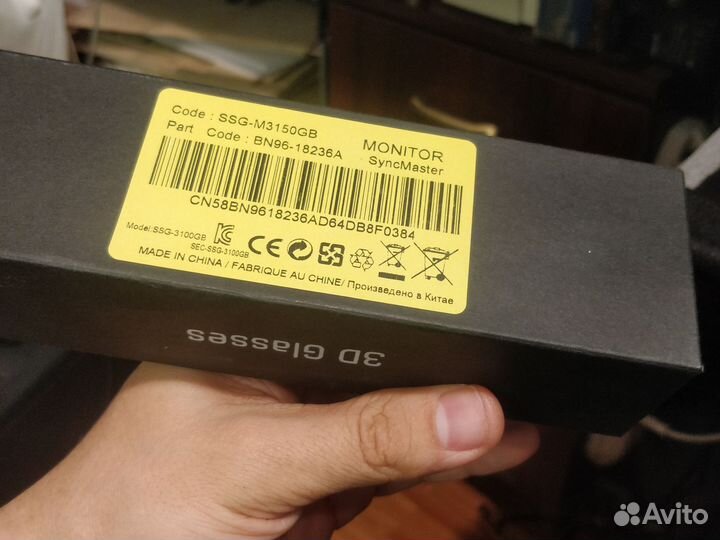 Code : SSG-M3150GB
Part Code : BN96-18236A
MONITOR
SyncMaster
CN58BN9618236AD64DB8F0384
Model:SSG-3100GB
SEC-SSG-3100GB
CE
MADE IN CHINA / FABRIQUE AU CHINE/ Произведено в Китае
3D Glasses
Avito